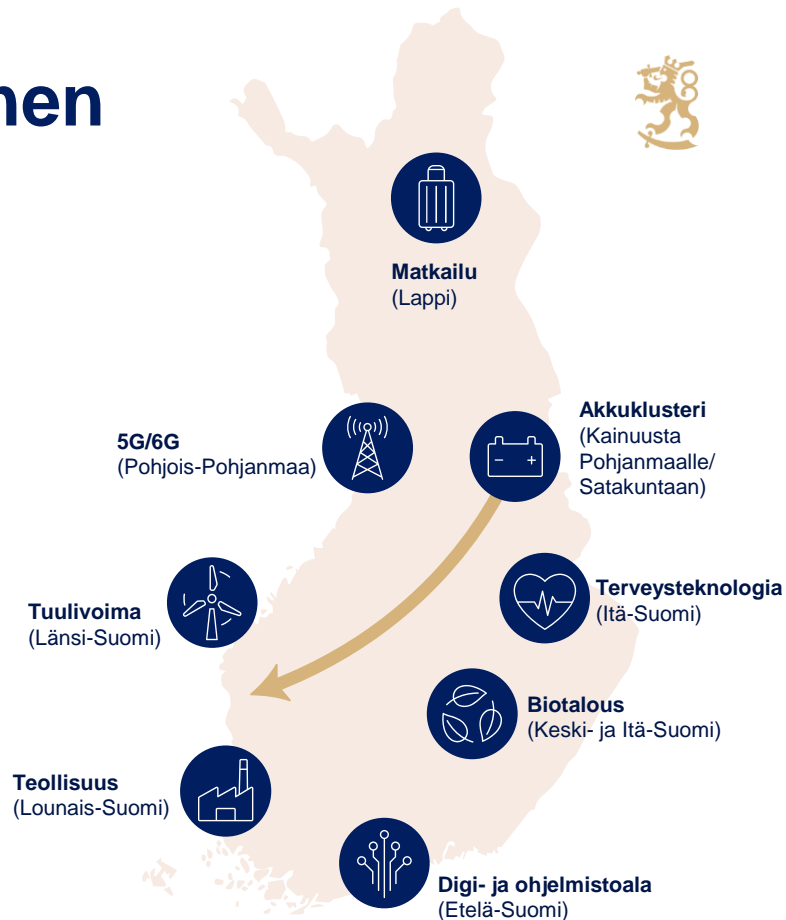 nen
Matkailu
(Lappi)
Akkuklusteri
(Kainuusta
Pohjanmaalle/
Satakuntaan)
5G/6G
(Pohjois-Pohjanmaa)
Terveysteknologia
(Itä-Suomi)
Tuulivoima
(Länsi-Suomi)
Biotalous
(Keski- ja Itä-Suomi)
Teollisuus
(Lounais-Suomi)
Digi- ja ohjelmistoala
(Etelä-Suomi)